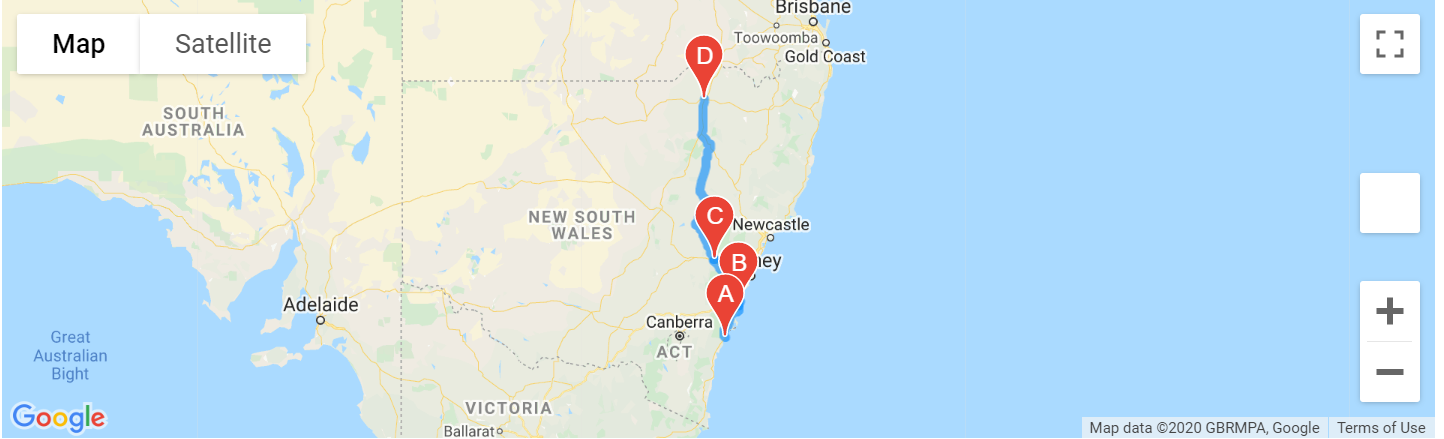 Map
Satellite
Brisbane
Toowoomba
Gold Coast
D
SOUTH
AUSTRALIA
NEW SOUTH
WALES
C
Newcastle
B
ney
A
Adelaide
Canberra
ACT
Great
Australian
Bight
VICTORIA
Ballarat
Google
Map data ©2020 GBRMPA, Google
Terms of Use